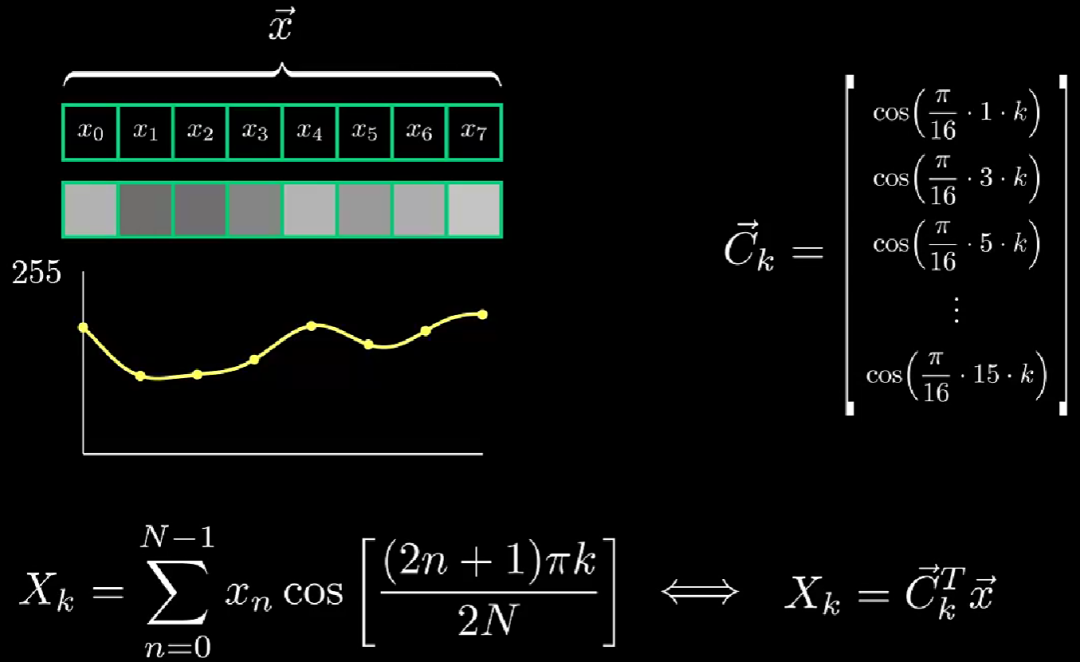 x⃗
x₀ x₁ x₂ x₃ x₄ x₅ x₆ x₇
255
C⃗ₖ = [ cos(π/16 · 1 · k)
cos(π/16 · 3 · k)
cos(π/16 · 5 · k)
⋮
cos(π/16 · 15 · k) ]
Xₖ = ∑_{n=0}^{N−1} xₙ cos[(2n + 1)πk / 2N] ⟺ Xₖ = C⃗ₖᵀ x⃗